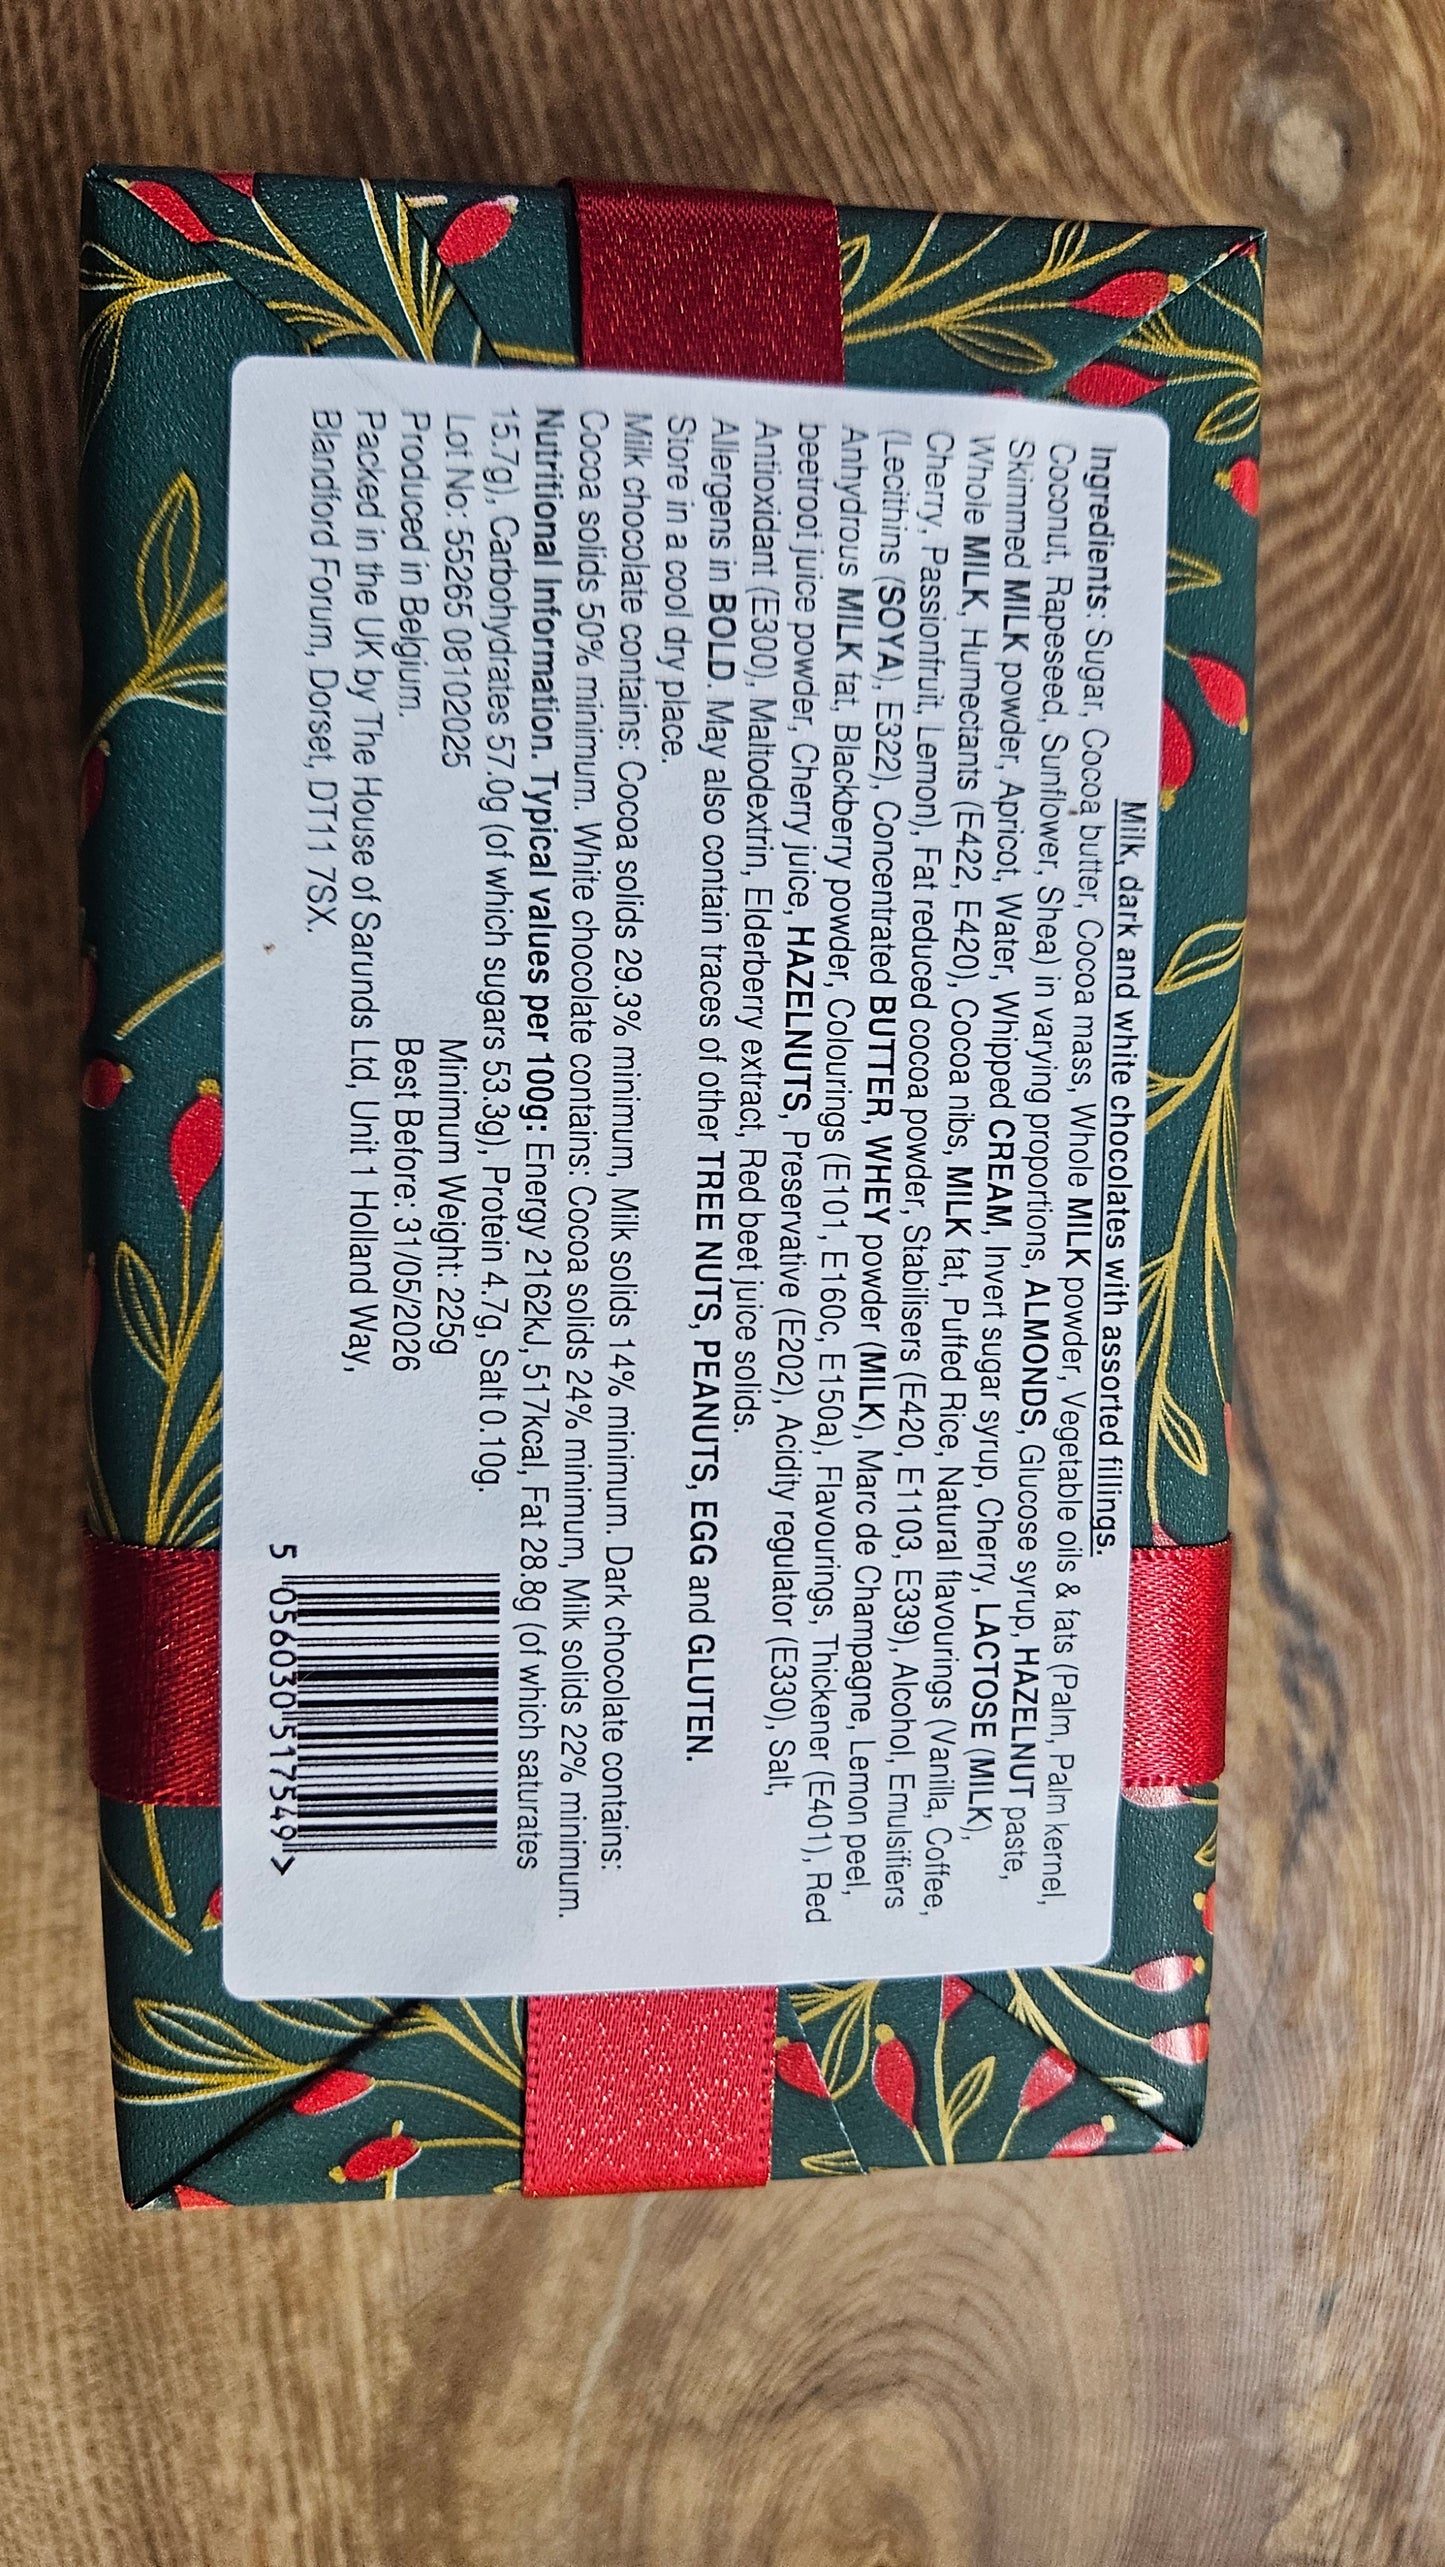 Milk, dark and white chocolates with assorted fillings.
Ingredients: Sugar, Cocoa butter, Cocoa mass, Whole MILK powder, Vegetable oils & fats (Palm, Palm kernel,
Coconut, Rapeseed, Sunflower, Shea) in varying proportions, ALMONDS, Glucose syrup, HAZELNUT paste,
Skimmed MILK powder, Apricot, Water, Whipped CREAM, Invert sugar syrup, Cherry, LACTOSE (MILK),
Whole MILK, Humectants (E422, E420), Cocoa nibs, MILK fat, Puffed Rice, Natural flavourings (Vanilla, Coffee,
Cherry, Passionfruit, Lemon), Fat reduced cocoa powder, Stabilisers (E420, E1103, E339), Alcohol, Emulsifiers
(Lecithins (SOYA), E322), Concentrated BUTTER, WHEY powder (MILK), Marc de Champagne, Lemon peel,
Anhydrous MILK fat, Blackberry powder, Colourings (E101, E160c, E150a), Flavourings, Thickener (E401), Red
beetroot juice powder, Cherry juice, HAZELNUTS, Preservative (E202), Acidity regulator (E330), Salt,
Antioxidant (E300), Maltodextrin, Elderberry extract, Red beet juice solids.
Allergens in BOLD. May also contain traces of other TREE NUTS, PEANUTS, EGG and GLUTEN.
Store in a cool dry place.
Milk chocolate contains: Cocoa solids 29.3% minimum, Milk solids 14% minimum. Dark chocolate contains:
Cocoa solids 50% minimum. White chocolate contains: Cocoa solids 24% minimum, Milk solids 22% minimum.
Nutritional Information. Typical values per 100g: Energy 2162kJ, 517kcal, Fat 28.8g (of which saturates
15.7g), Carbohydrates 57.0g (of which sugars 53.3g), Protein 4.7g, Salt 0.10g.
Lot No: 55265 08102025 Minimum Weight: 225g
Produced in Belgium. Best Before: 31/05/2026
Packed in the UK by The House of Sarunds Ltd, Unit 1 Holland Way,
Blandford Forum, Dorset, DT11 7SX.
5 056030 517549 >